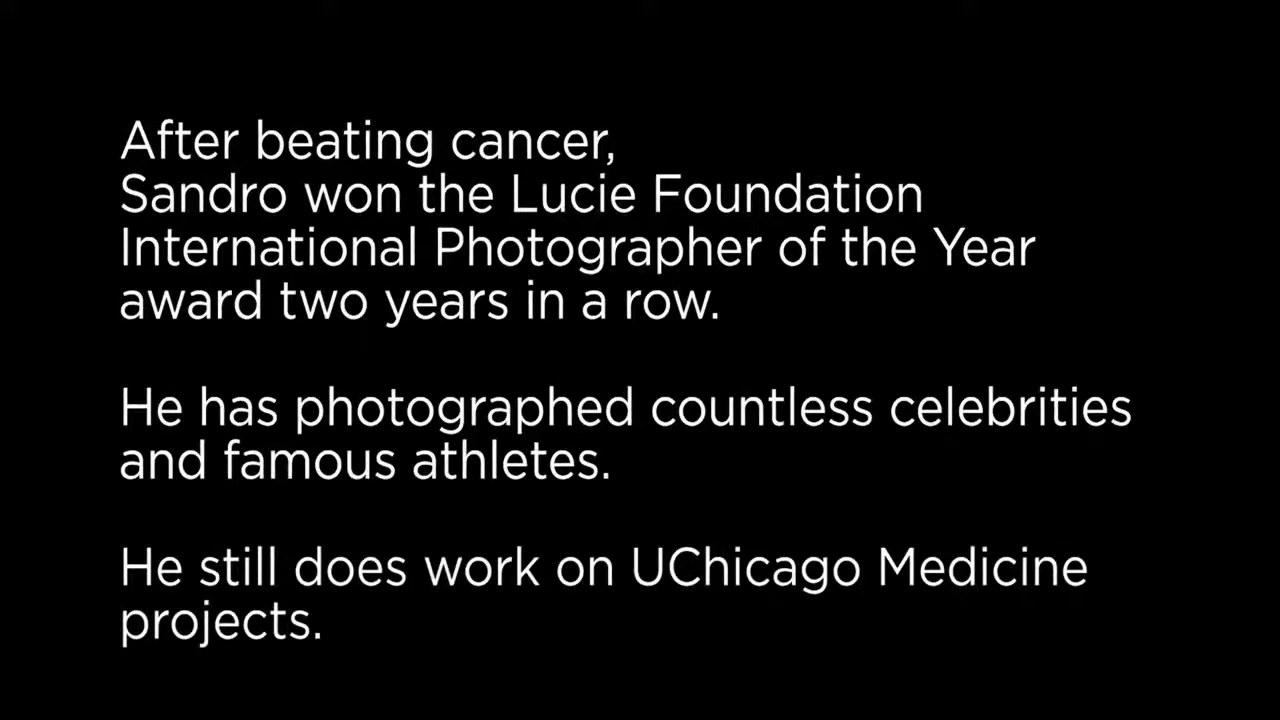 After beating cancer,
Sandro won the Lucie Foundation
International Photographer of the Year
award two years in a row.
He has photographed countless celebrities
and famous athletes.
He still does work on UChicago Medicine
projects.